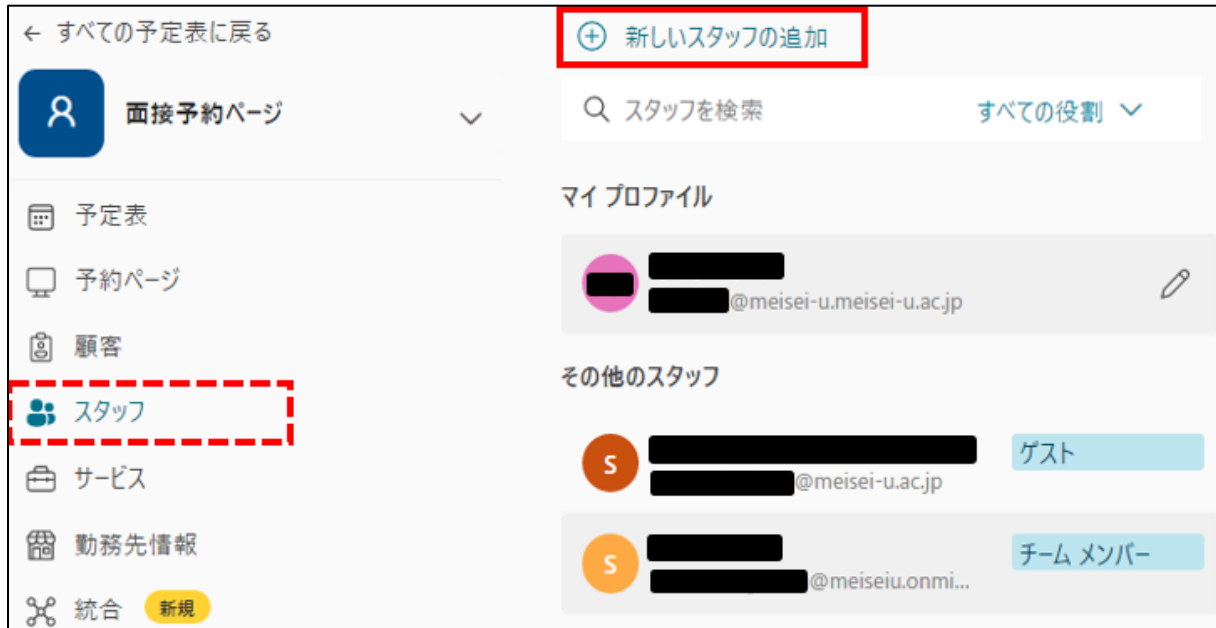 ← すべての予定表に戻る
面接予約ページ
予定表
予約ページ
顧客
スタッフ
サービス
勤務先情報
統合 新規
新しいスタッフの追加
スタッフを検索 すべての役割
マイ プロファイル
@meisei-u.meisei-u.ac.jp
その他のスタッフ
S ゲスト
@meisei-u.ac.jp
S チーム メンバー
@meiseiu.onmi...